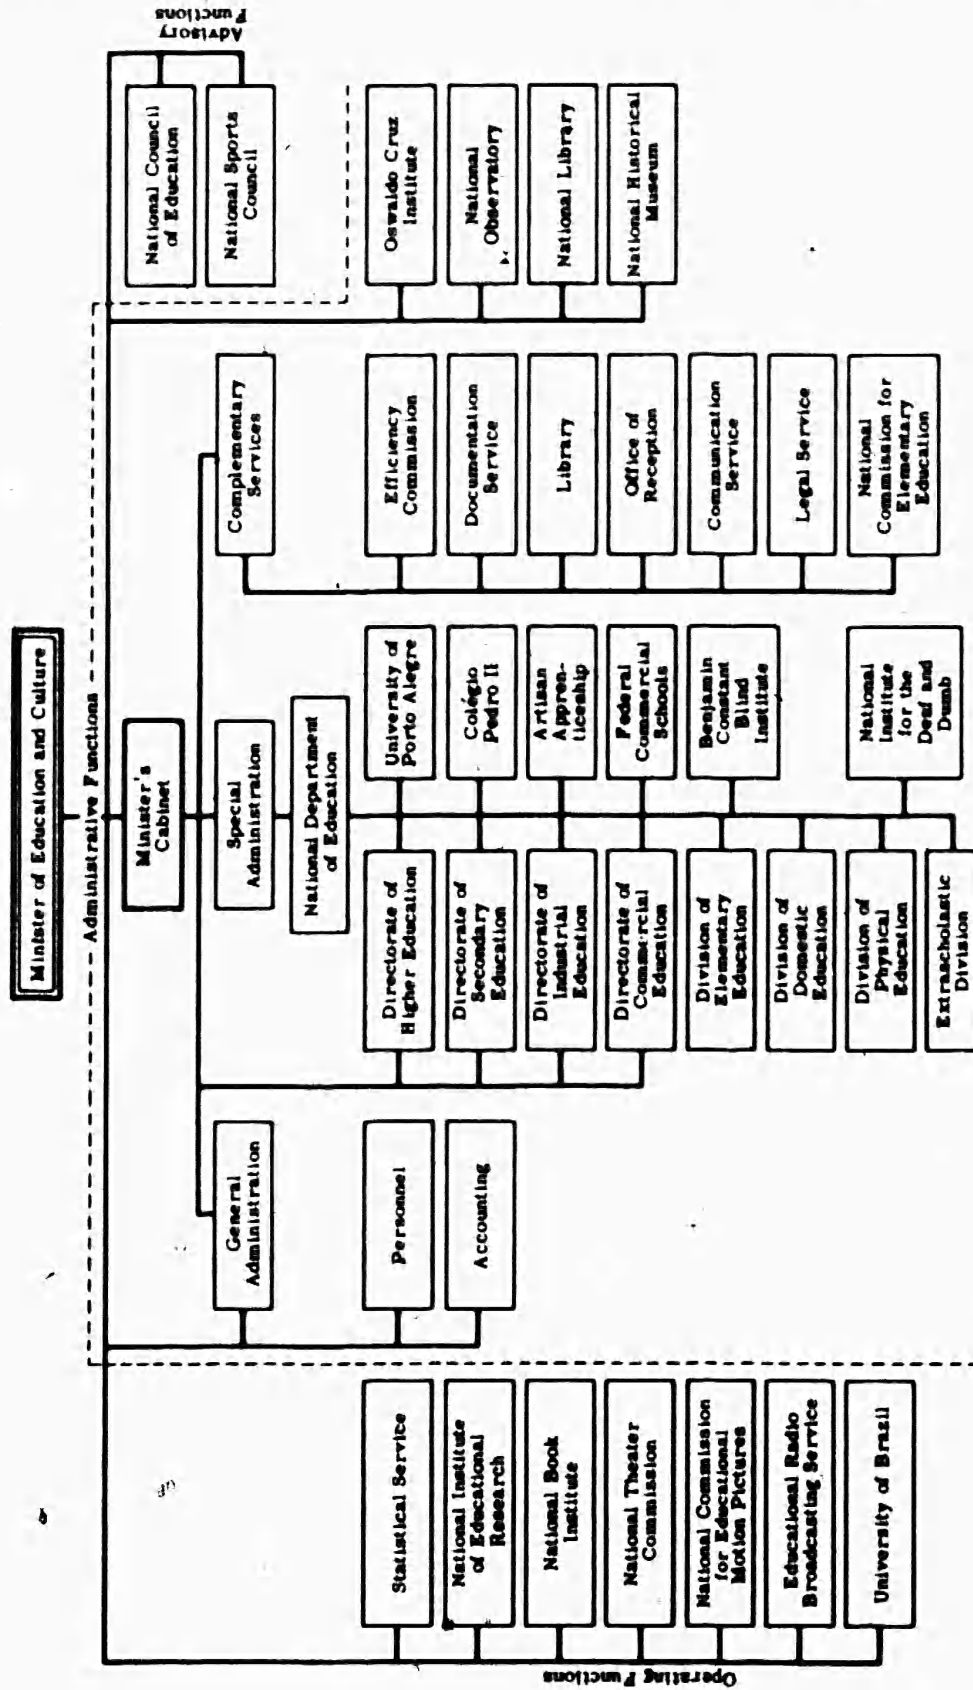 Minister of Education and Culture
Administrative Functions
Minister's
Cabinet
Advisory
Functions
National Council
of Education
National Sports
Council
General
Administration
Special
Administration
Complementary
Services
National Department
of Education
Operating Functions
Statistical Service
National Institute
of Educational
Research
National Book
Institute
National Theater
Commission
National Commission
for Educational
Motion Pictures
Educational Radio
Broadcasting Service
University of Brazil
Personnel
Accounting
Directorate of
Higher Education
Directorate of
Secondary
Education
Directorate of
Industrial
Education
Directorate of
Commercial
Education
Division of
Elementary
Education
Division of
Domestic
Education
Division of
Physical
Education
Extrascholastic
Division
University of
Porto Alegre
Colégio
Pedro II
Artisan
Appren-
ticeship
Federal
Commercial
Schools
Benjamin
Constant
Blind
Institute
National
Institute
for the
Deaf and
Dumb
Efficiency
Commission
Documentation
Service
Library
Office of
Reception
Communication
Service
Legal Service
National
Commission for
Elementary
Education
Oswaldo Cruz
Institute
National
Observatory
National Library
National Historical
Museum